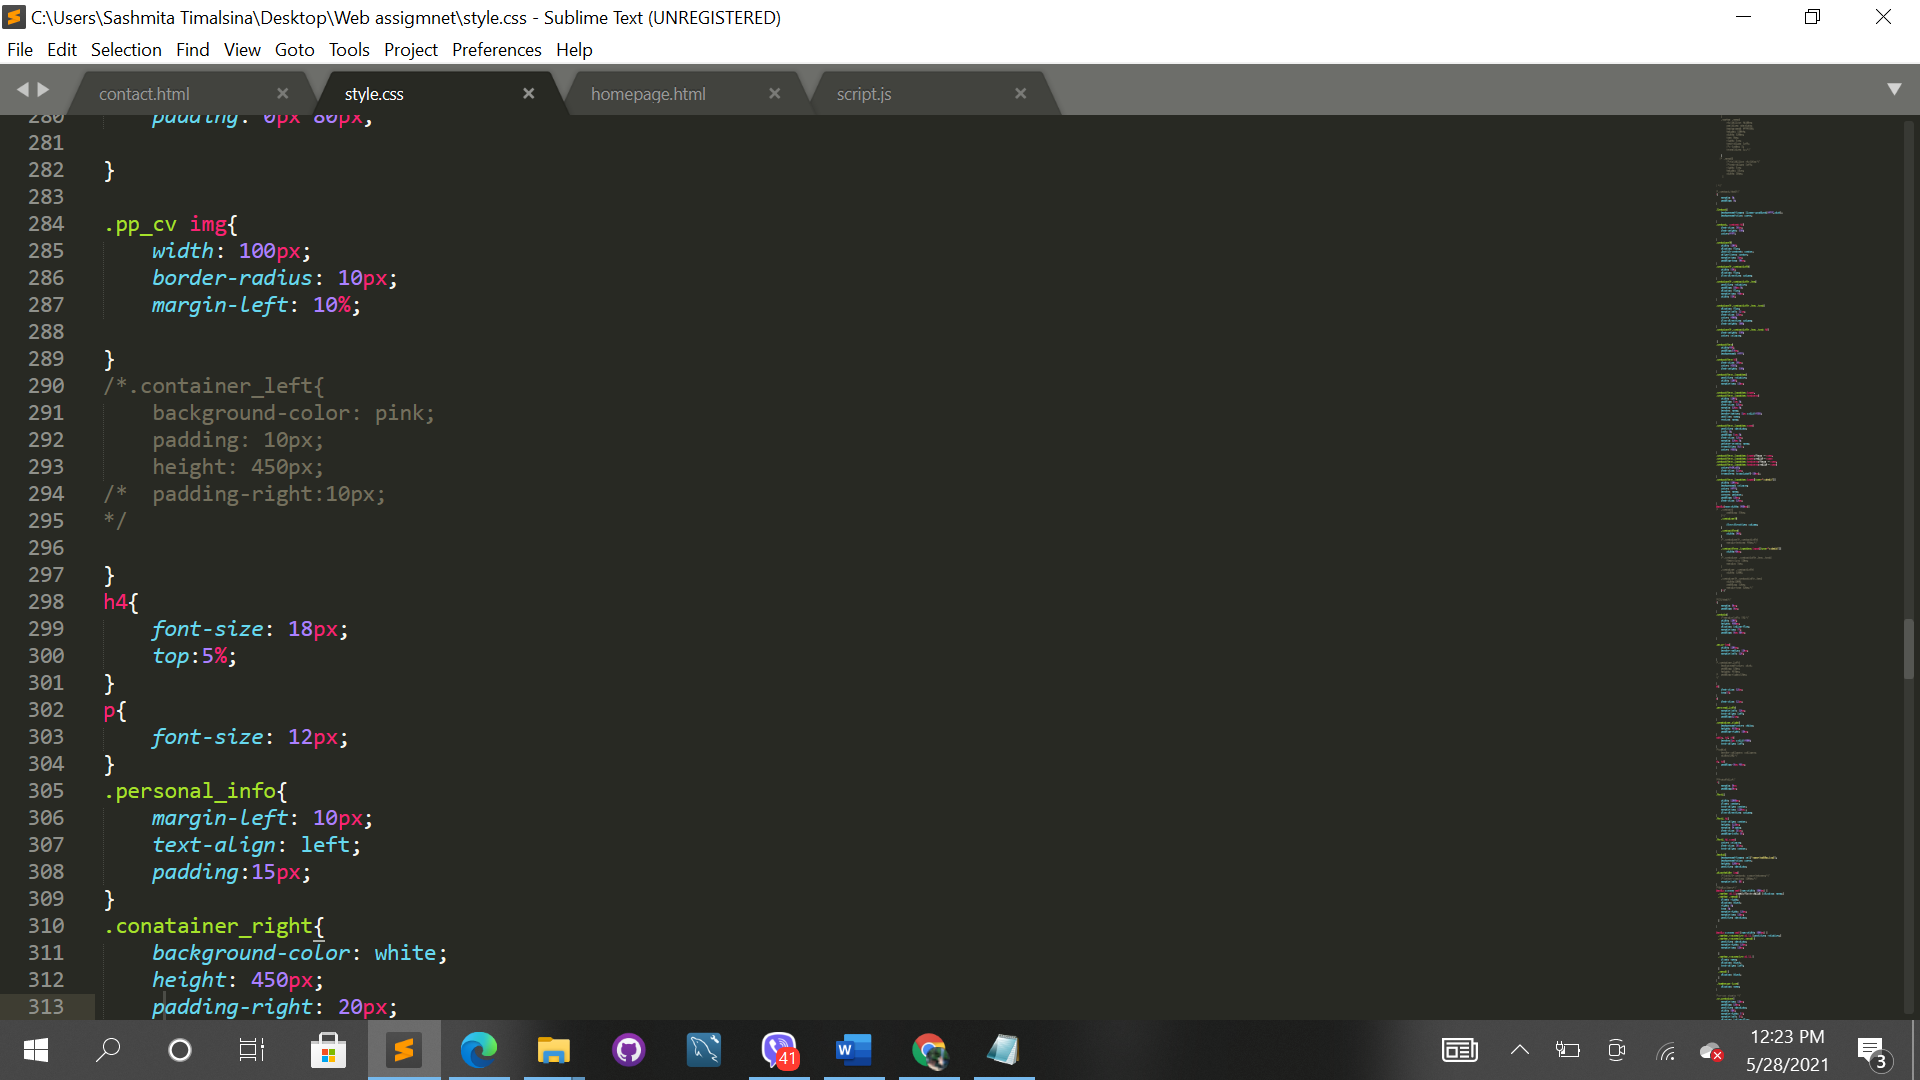 C:\Users\Sashmita Timalsina\Desktop\Web assigmnet\style.css - Sublime Text (UNREGISTERED)
File Edit Selection Find View Goto Tools Project Preferences Help
contact.html style.css homepage.html script.js
280 padding: 0px 80px;
281
282 }
283
284 .pp_cv img{
285 width: 100px;
286 border-radius: 10px;
287 margin-left: 10%;
288
289 }
290 /*.container_left{
291 background-color: pink;
292 padding: 10px;
293 height: 450px;
294 /* padding-right:10px;
295 */
296
297 }
298 h4{
299 font-size: 18px;
300 top:5%;
301 }
302 p{
303 font-size: 12px;
304 }
305 .personal_info{
306 margin-left: 10px;
307 text-align: left;
308 padding:15px;
309 }
310 .conatainer_right{
311 background-color: white;
312 height: 450px;
313 padding-right: 20px;
41
W
12:23 PM
5/28/2021
3